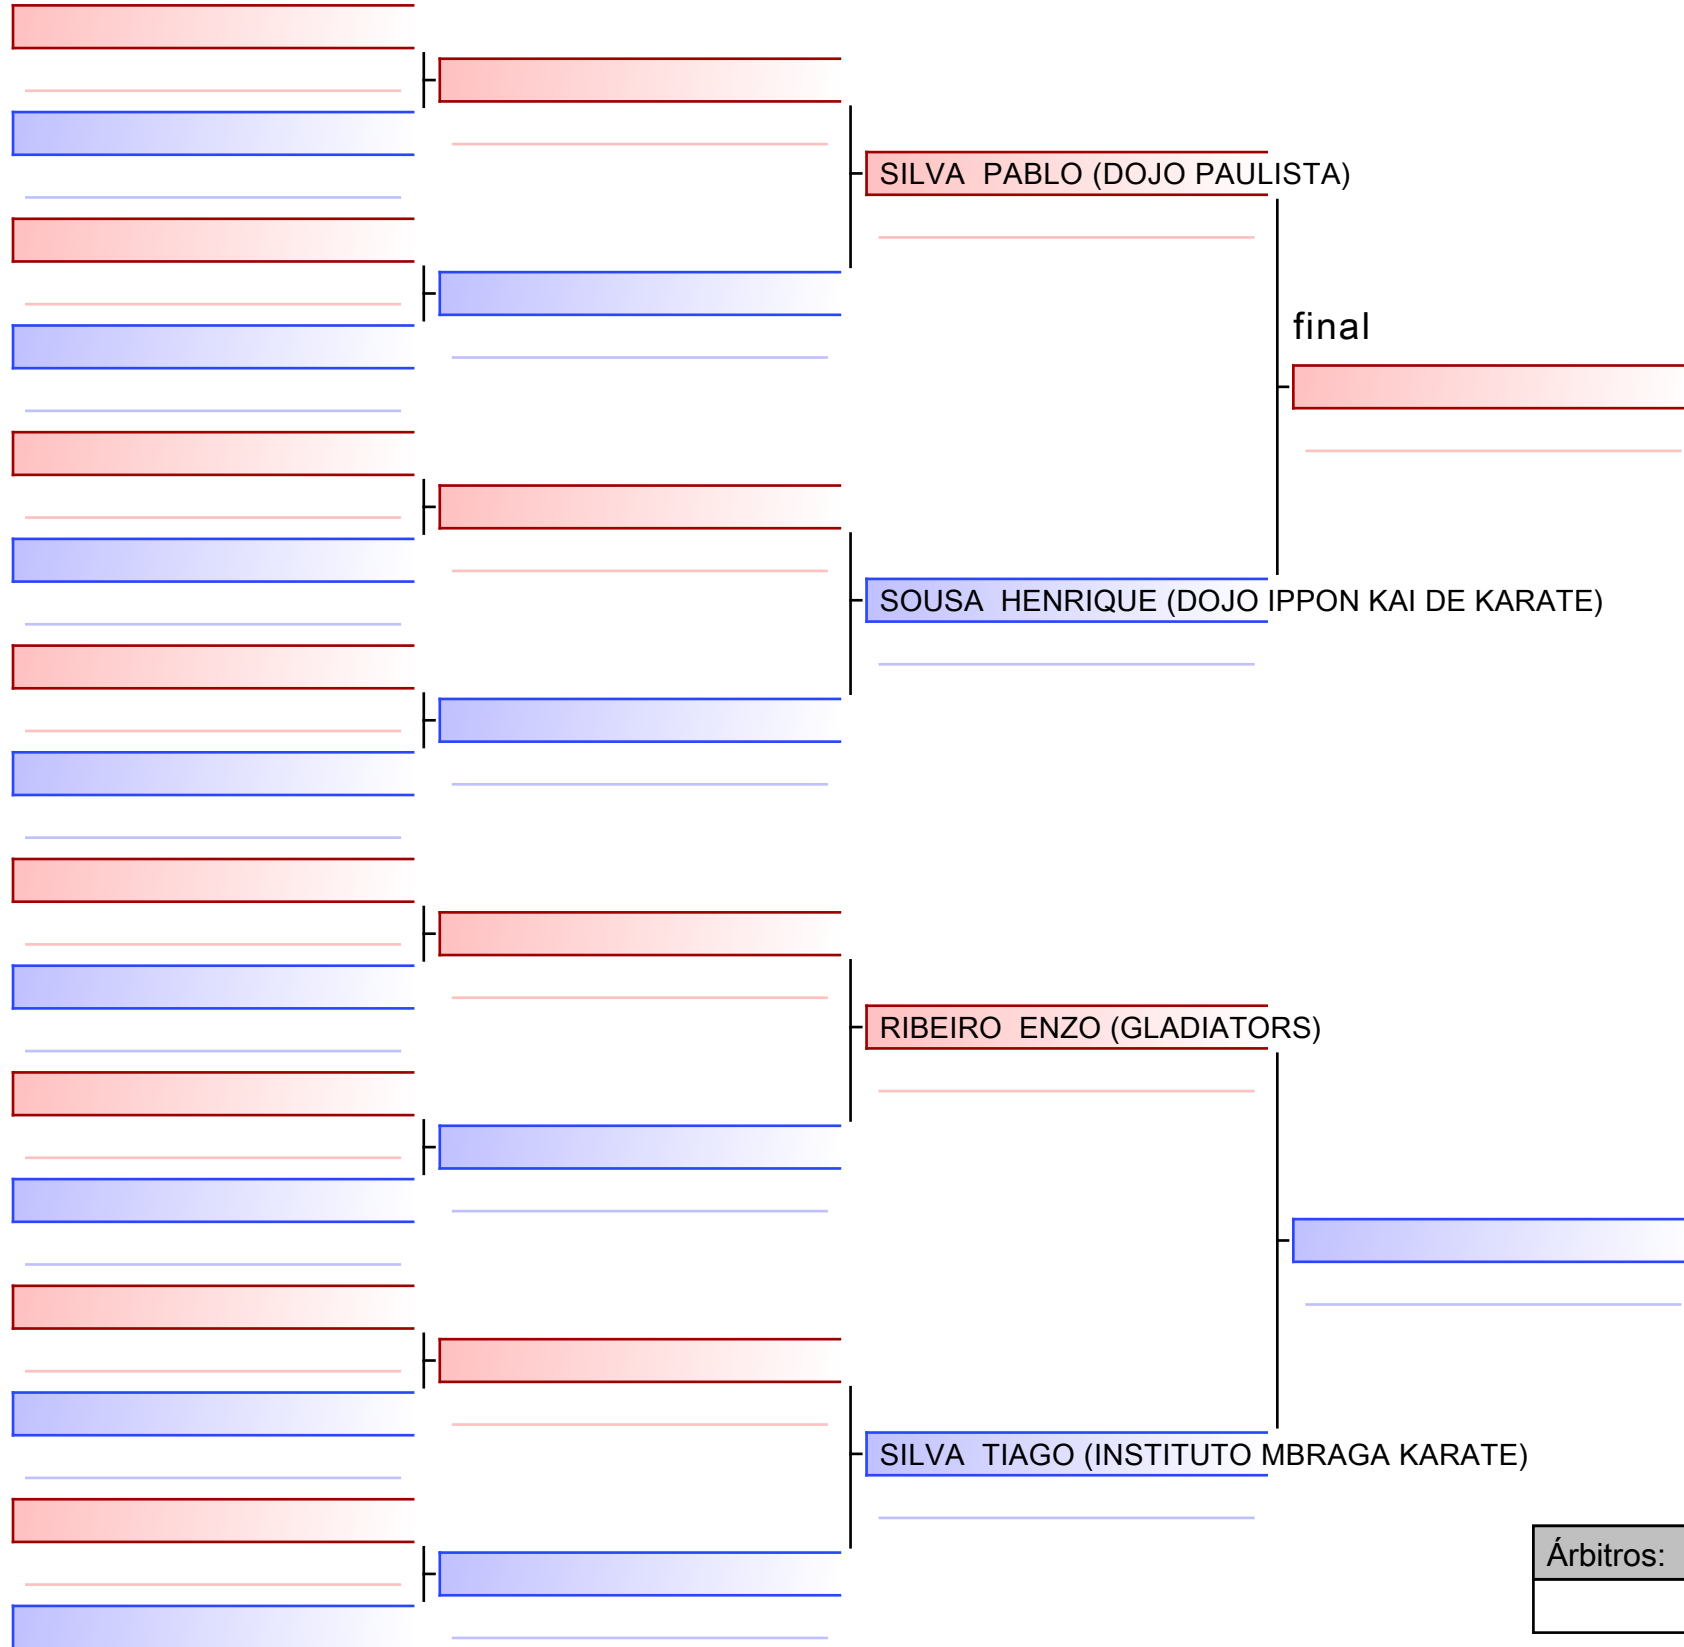 SILVA  PABLO (DOJO PAULISTA)
final
SOUSA  HENRIQUE (DOJO IPPON KAI DE KARATE)
RIBEIRO  ENZO (GLADIATORS)
SILVA  TIAGO (INSTITUTO MBRAGA KARATE)
Árbitros: